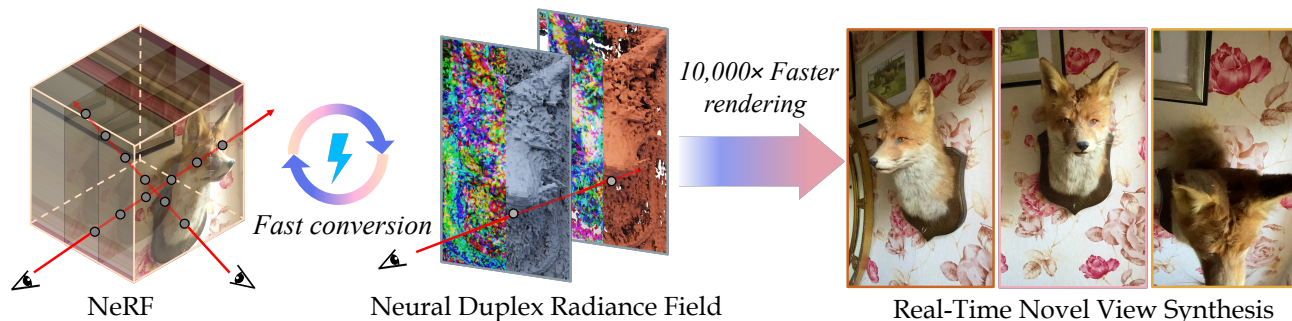 10,000× Faster
rendering
Fast conversion
NeRF
Neural Duplex Radiance Field
Real-Time Novel View Synthesis